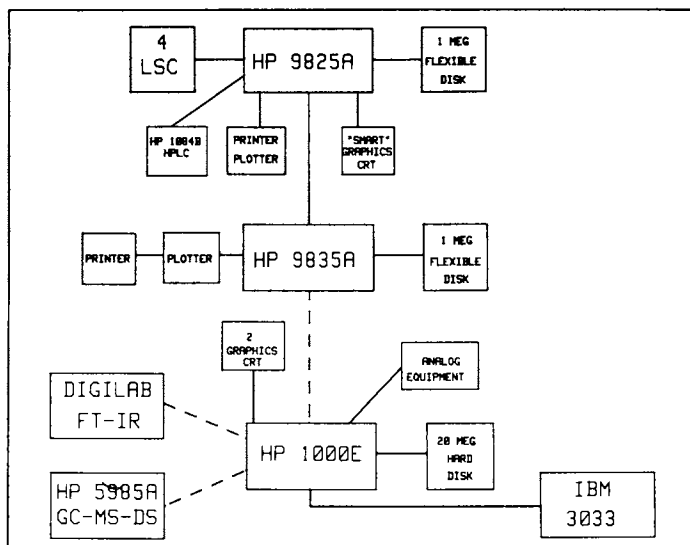 4
LSC
HP 9825A
1 MEG
FLEXIBLE
DISK
HP 1084B
HPLC
PRINTER
PLOTTER
"SMART"
GRAPHICS
CRT
PRINTER
PLOTTER
HP 9835A
1 MEG
FLEXIBLE
DISK
2
GRAPHICS
CRT
ANALOG
EQUIPMENT
DIGILAB
FT-IR
HP 1000E
20 MEG
HARD
DISK
HP 5985A
GC-MS-DS
IBM
3033